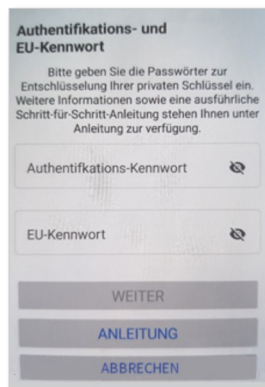 Authentifikations- und
EU-Kennwort
Bitte geben Sie die Passwörter zur
Entschlüsselung Ihrer privaten Schlüssel ein.
Weitere Informationen sowie eine ausführliche
Schritt-für-Schritt-Anleitung stehen Ihnen unter
Anleitung zur verfügung.
Authentifkations-Kennwort
EU-Kennwort
WEITER
ANLEITUNG
ABBRECHEN